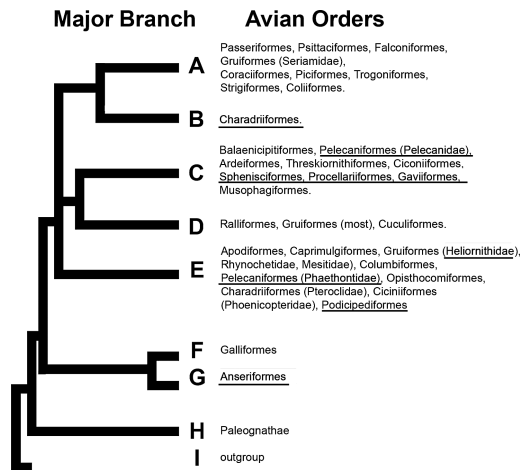 Major Branch Avian Orders
A Passeriformes, Psittaciformes, Falconiformes,
Gruiformes (Seriamidae),
Coraciiformes, Piciformes, Trogoniformes,
Strigiformes, Coliiformes.
B Charadriiformes.
Balaenicipitiformes, Pelecaniformes (Pelecanidae),
Ardeiformes, Threskiornithiformes, Ciconiiformes,
C Sphenisciformes, Procellariiformes, Gaviiformes,
Musophagiformes.
D Ralliformes, Gruiformes (most), Cuculiformes.
Apodiformes, Caprimulgiformes, Gruiformes (Heliornithidae),
Rhynochetidae, Mesitidae), Columbiformes,
E Pelecaniformes (Phaethontidae), Opisthocomiformes,
Charadriiformes (Pteroclidae), Ciciniiformes
(Phoenicopteridae), Podicipediformes
F Galliformes
G Anseriformes
H Paleognathae
I outgroup